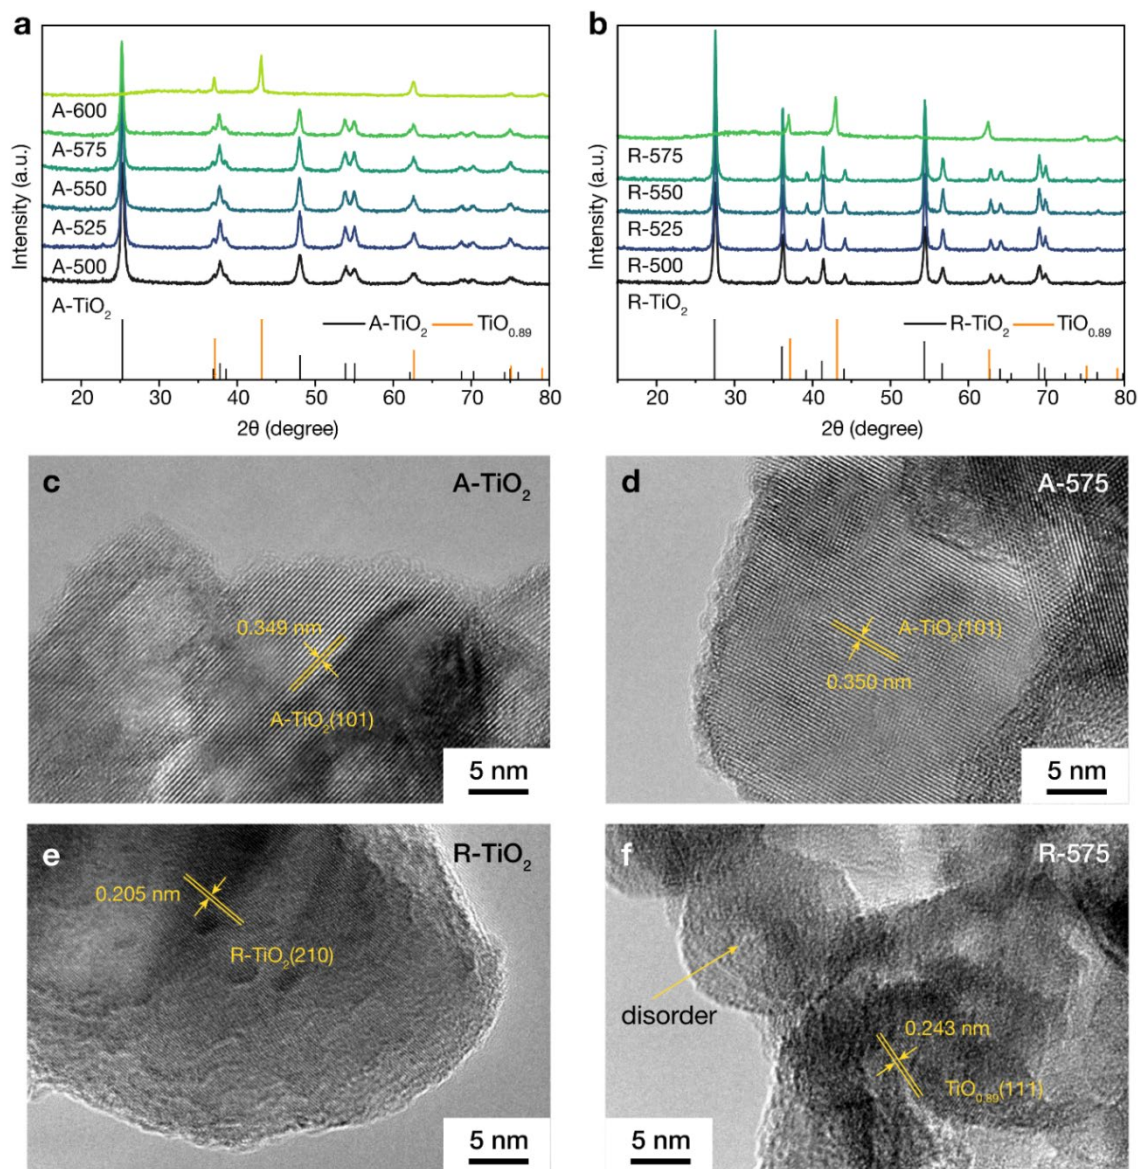 a
A-600
A-575
A-550
A-525
A-500
A-TiO₂
A-TiO₂ TiO₀.₈₉
Intensity (a.u.)
20 30 40 50 60 70 80
2θ (degree)
b
R-575
R-550
R-525
R-500
R-TiO₂
R-TiO₂ TiO₀.₈₉
Intensity (a.u.)
20 30 40 50 60 70 80
2θ (degree)
c
A-TiO₂
0.349 nm
A-TiO₂(101)
5 nm
d
A-575
A-TiO₂(101)
0.350 nm
5 nm
e
R-TiO₂
0.205 nm
R-TiO₂(210)
5 nm
f
R-575
disorder
0.243 nm
TiO₀.₈₉(111)
5 nm